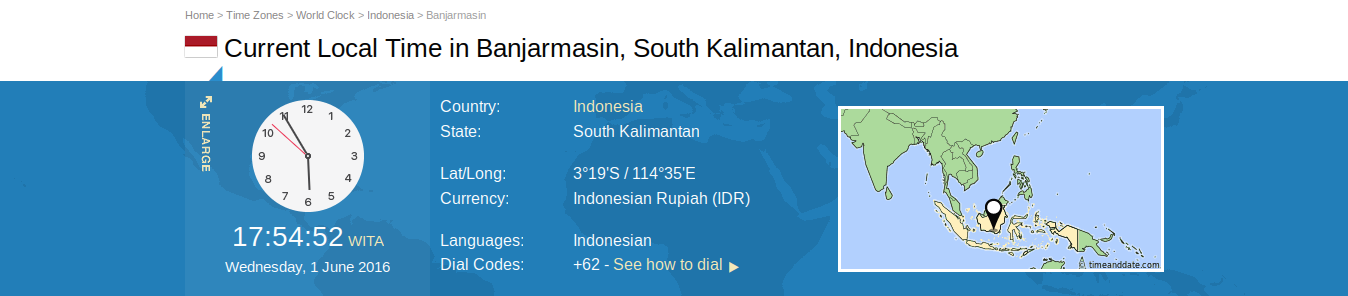 Home > Time Zones > World Clock > Indonesia > Banjarmasin
Current Local Time in Banjarmasin, South Kalimantan, Indonesia
ENLARGE
12
1
2
3
4
5
6
7
8
9
10
11
17:54:52 WITA
Wednesday, 1 June 2016
Country: Indonesia
State: South Kalimantan
Lat/Long: 3°19'S / 114°35'E
Currency: Indonesian Rupiah (IDR)
Languages: Indonesian
Dial Codes: +62 - See how to dial ▶
© timeanddate.com